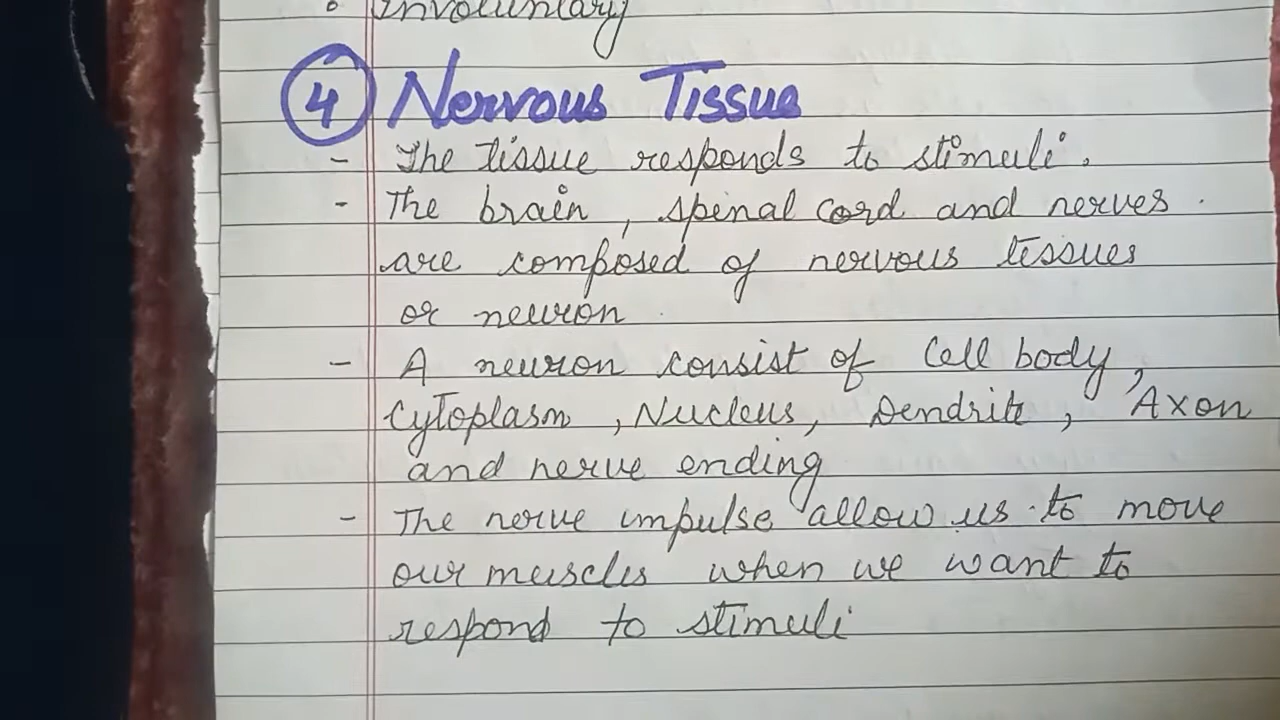 • Involuntary
4 Nervous Tissue
- The tissue responds to stimuli.
- The brain, spinal cord and nerves
are composed of nervous tissues
or neuron.
- A neuron consist of Cell body,
Cytoplasm, Nucleus, Dendrite, Axon
and nerve ending
- The nerve impulse allow us to move
our muscles when we want to
respond to stimuli